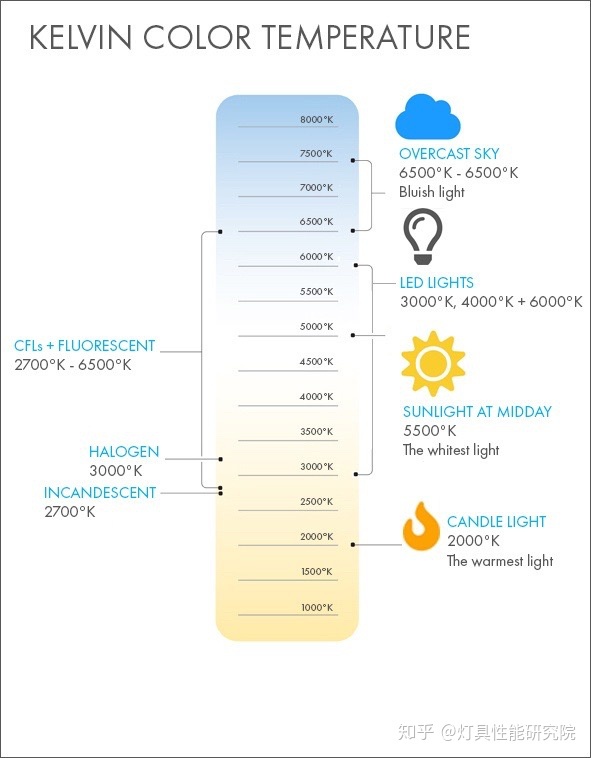 KELVIN COLOR TEMPERATURE
8000°K
7500°K
7000°K
6500°K
6000°K
5500°K
5000°K
4500°K
4000°K
3500°K
3000°K
2500°K
2000°K
1500°K
1000°K
CFLs + FLUORESCENT
2700°K - 6500°K
HALOGEN
3000°K
INCANDESCENT
2700°K
OVERCAST SKY
6500°K - 6500°K
Bluish light
LED LIGHTS
3000°K, 4000°K + 6000°K
SUNLIGHT AT MIDDAY
5500°K
The whitest light
CANDLE LIGHT
2000°K
The warmest light
知乎 @灯具性能研究院